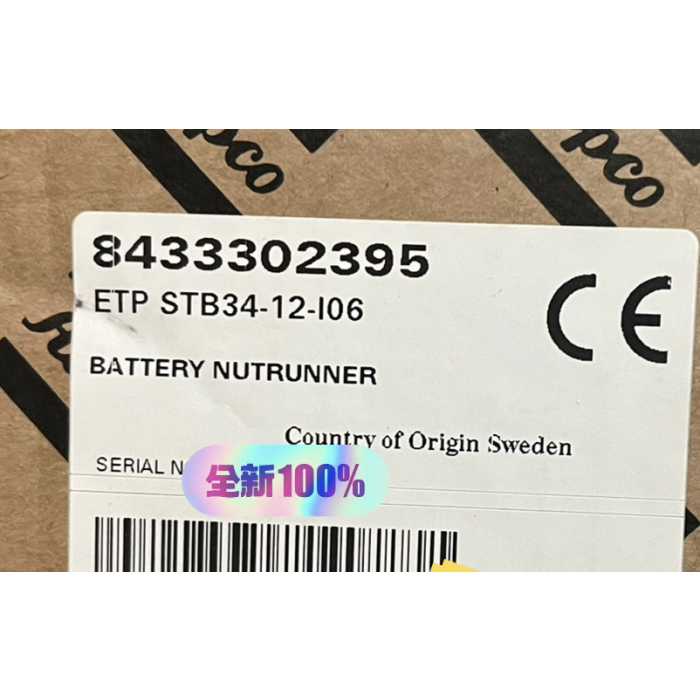 pco
pco
8433302395
ETP STB34-12-I06
CE
BATTERY NUTRUNNER
Country of Origin Sweden
SERIAL N
全新100%